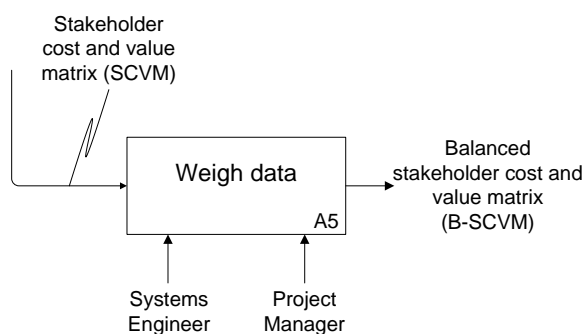 Stakeholder
cost and value
matrix (SCVM)
Weigh data
A5
Balanced
stakeholder cost and
value matrix
(B-SCVM)
Systems
Engineer
Project
Manager